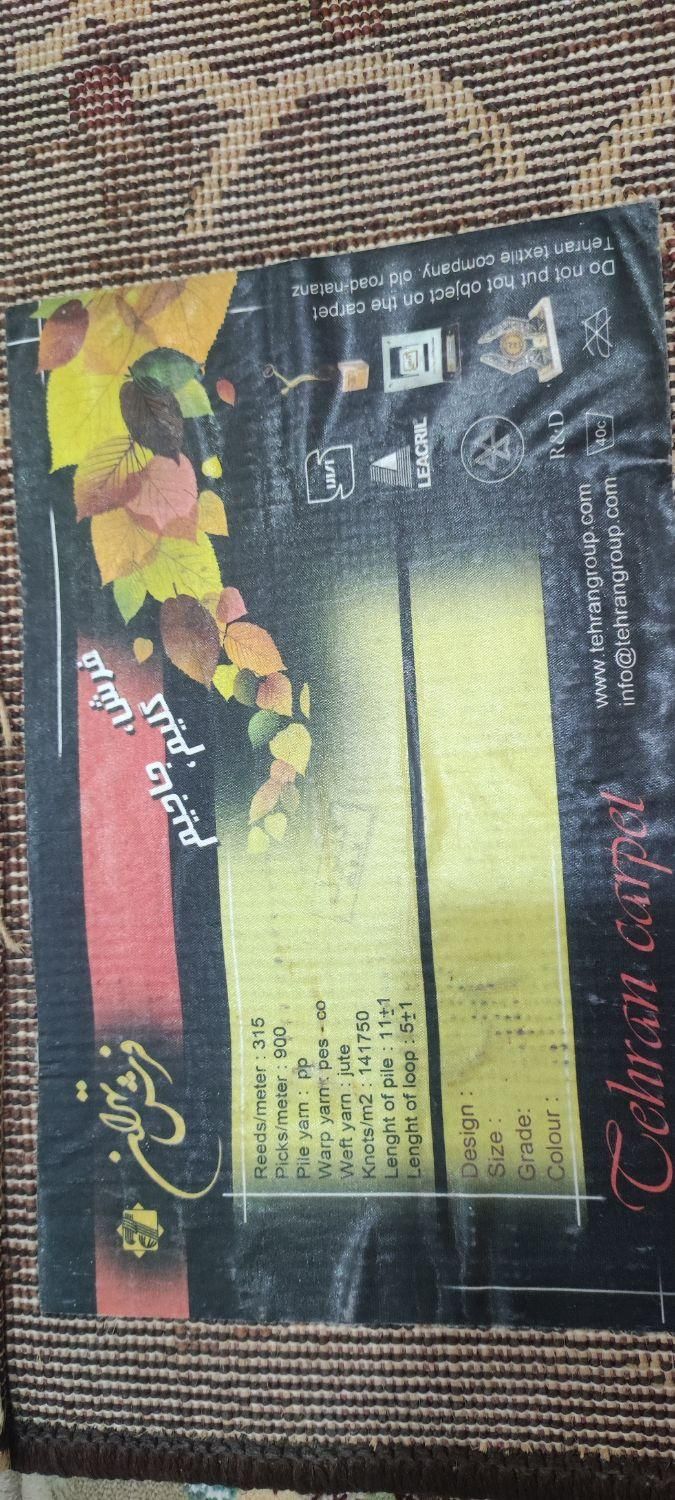 فرش تهران
فرش،
گلیم، جاجیم
Reeds/meter : 315
Picks/meter : 900
Pile yarn : pp
Warp yarn : pes - co
Weft yarn : jute
Knots/m2 : 141750
Lenght of pile : 11±1
Lenght of loop : 5±1
Design :
Size :
Grade:
Colour :
LEACRIL
R&D
40c
Do not put hot object on the carpet
Tehran textile company, old road-natanz
www.tehrangroup.com
info@tehrangroup.com
Tehran carpet